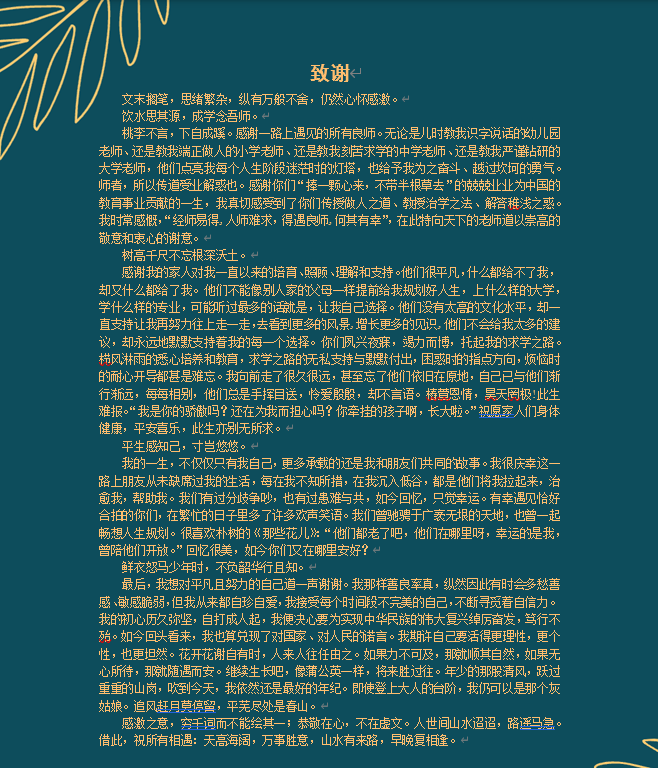 致谢
文末搁笔，思绪繁杂，纵有万般不舍，仍然心怀感激。
饮水思其源，成学念吾师。
桃李不言，下自成蹊。感谢一路上遇见的所有良师。无论是儿时教我识字说话的幼儿园
老师、还是教我端正做人的小学老师、还是教我刻苦求学的中学老师、还是教我严谨钻研的
大学老师，他们点亮我每个人生阶段迷茫时的灯塔，也给予我为之奋斗、越过坎坷的勇气。
师者，所以传道受业解惑也。感谢你们“捧一颗心来，不带半根草去”的兢兢业业为中国的
教育事业贡献的一生，我真切感受到了你们传授做人之道、教授治学之法、解答稚浅之惑。
我时常感慨，“经师易得，人师难求，得遇良师，何其有幸”，在此特向天下的老师道以崇高的
敬意和衷心的谢意。
树高千尺不忘根深沃土。
感谢我的家人对我一直以来的培育、照顾、理解和支持。他们很平凡，什么都给不了我，
却又什么都给了我。他们不能像别人家的父母一样提前给我规划好人生，上什么样的大学，
学什么样的专业，可能听过最多的话就是，让我自己选择。他们没有太高的文化水平，却一
直支持让我再努力往上走一走，去看到更多的风景，增长更多的见识，他们不会给我太多的建
议，却永远地默默支持着我的每一个选择。你们夙兴夜寐，竭力而博，托起我的求学之路。
栉风淋雨的悉心培养和教育，求学之路的无私支持与默默付出，困惑时的指点方向，烦恼时
的耐心开导都甚是难忘。我向前走了很久很远，甚至忘了他们依旧在原地，自己已与他们渐
行渐远，每每相别，他们总是手挥目送，怜爱殷殷，却不言语。椿萱恩情，昊天罔极!此生
难报。“我是你的骄傲吗？还在为我而担心吗？你牵挂的孩子啊，长大啦。”祝愿家人们身体
健康，平安喜乐，此生亦别无所求。
平生感知己，寸岂悠悠。
我的一生，不仅仅只有我自己，更多承载的还是我和朋友们共同的故事。我很庆幸这一
路上朋友从未缺席过我的生活，每在我不知所措，在我沉入低谷，都是他们将我拉起来，治
愈我，帮助我。我们有过分歧争吵，也有过患难与共，如今回忆，只觉幸运。有幸遇见恰好
合拍的你们，在繁忙的日子里多了许多欢声笑语。我们曾驰骋于广袤无垠的天地，也曾一起
畅想人生规划。很喜欢朴树的《那些花儿》：“他们都老了吧，他们在哪里呀，幸运的是我，
曾陪他们开放。”回忆很美，如今你们又在哪里安好？
鲜衣怒马少年时，不负韶华行且知。
最后，我想对平凡且努力的自己道一声谢谢。我那样善良率真，纵然因此有时会多愁善
感、敏感脆弱，但我从来都自珍自爱，我接受每个时间段不完美的自己，不断寻觅着自信力。
我的初心历久弥坚，自打成人起，我便决心要为实现中华民族的伟大复兴绰厉奋发，笃行不
殆。如今回头看来，我也算兑现了对国家、对人民的诺言。我期许自己要活得更理性，更个
性，也更坦然。花开花谢自有时，人来人往任由之。如果力不可及，那就顺其自然，如果无
心所待，那就随遇而安。继续生长吧，像蒲公英一样，将来胜过往。年少的那股清风，跃过
重重的山岗，吹到今天，我依然还是最好的年纪。即使登上大人的台阶，我仍可以是那个灰
姑娘。追风赶月莫停留，平芜尽处是春山。
感激之意，穷千词而不能绘其一；恭敬在心，不在虚文。人世间山水迢迢，路遥马急。
借此，祝所有相遇：天高海阔，万事胜意，山水有来路，早晚复相逢。